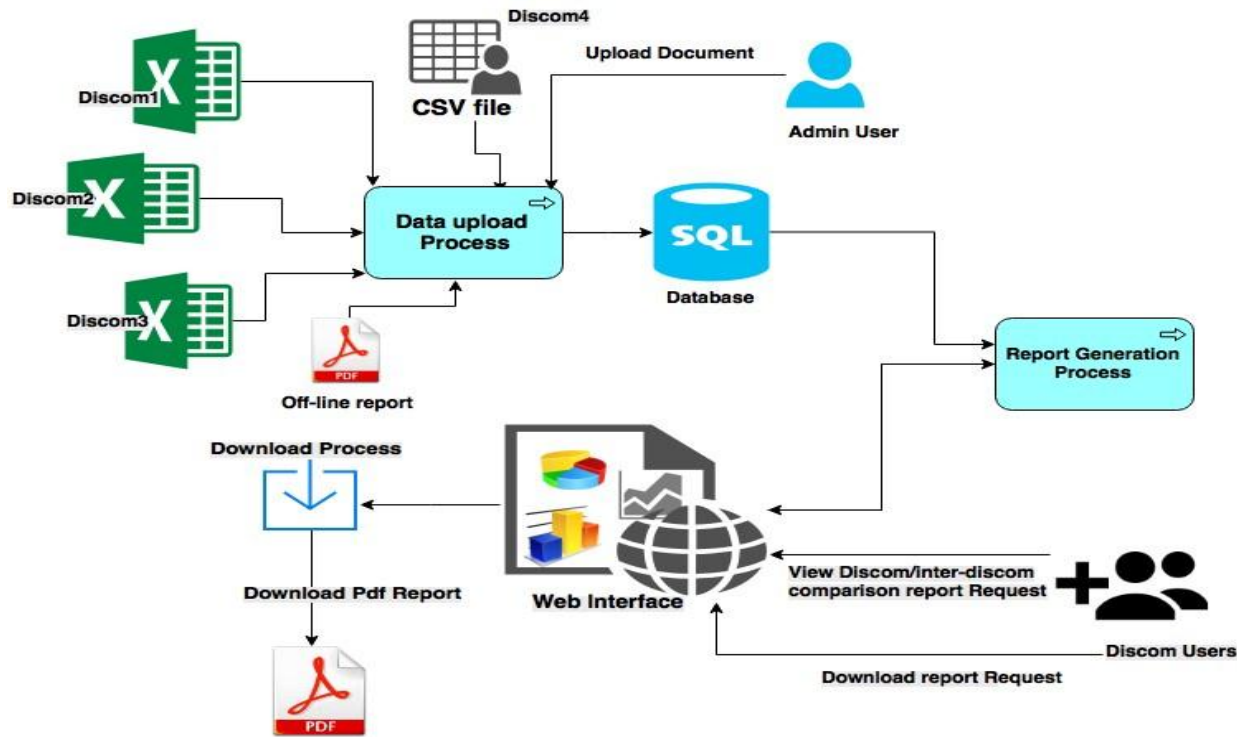 Discom4
Upload Document
Discom1
CSV file
Admin User
Discom2
Data upload
Process
SQL
Database
Discom3
Report Generation
Process
PDF
Off-line report
Download Process
View Discom/inter-discom
comparison report Request
Download Pdf Report
Web Interface
Discom Users
Download report Request
PDF